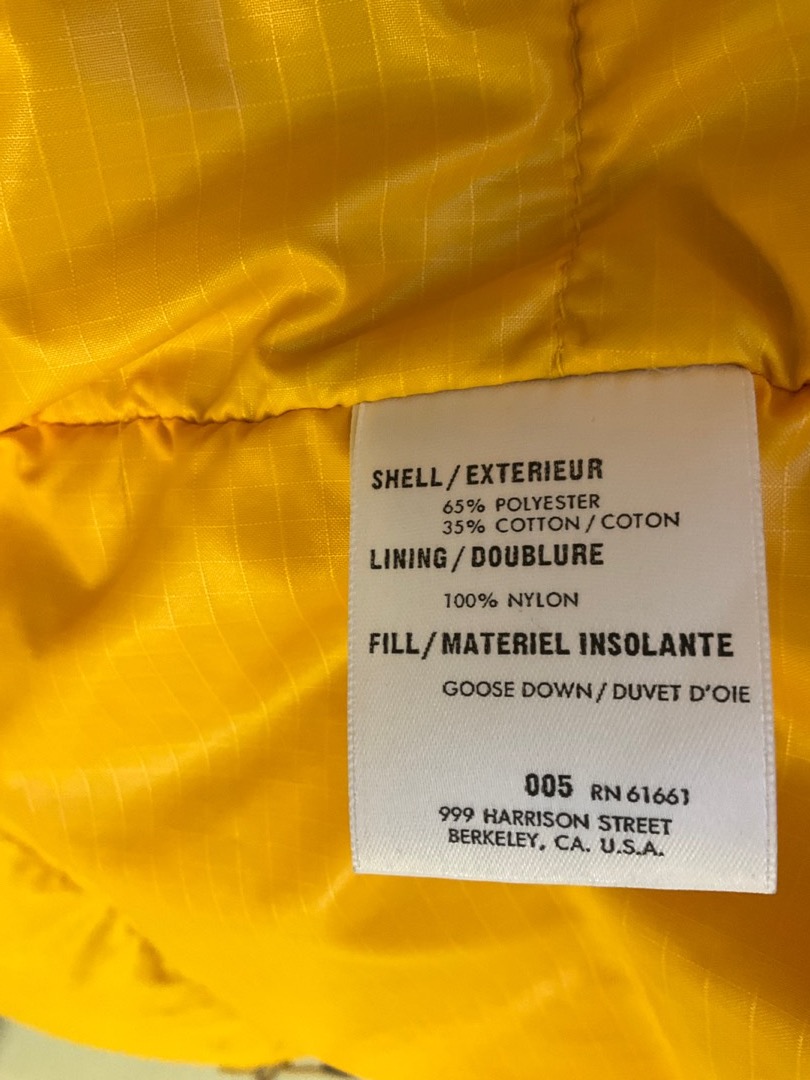 SHELL/EXTERIEUR
65% POLYESTER
35% COTTON/COTON
LINING/DOUBLURE
100% NYLON
FILL/MATERIEL INSOLANTE
GOOSE DOWN/DUVET D'OIE
005 RN 61661
999 HARRISON STREET
BERKELEY, CA. U.S.A.